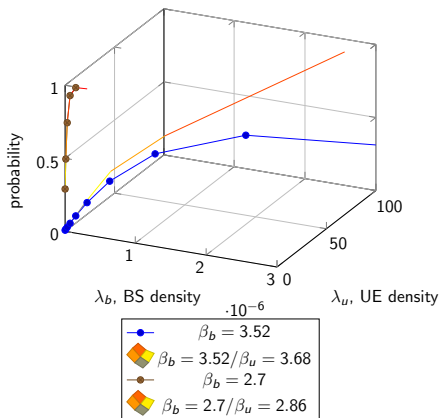 1
0.5
0
probability
1
2
3
0
50
100
λ_b, BS density
λ_u, UE density
·10^{-6}
β_b = 3.52
β_b = 3.52/β_u = 3.68
β_b = 2.7
β_b = 2.7/β_u = 2.86